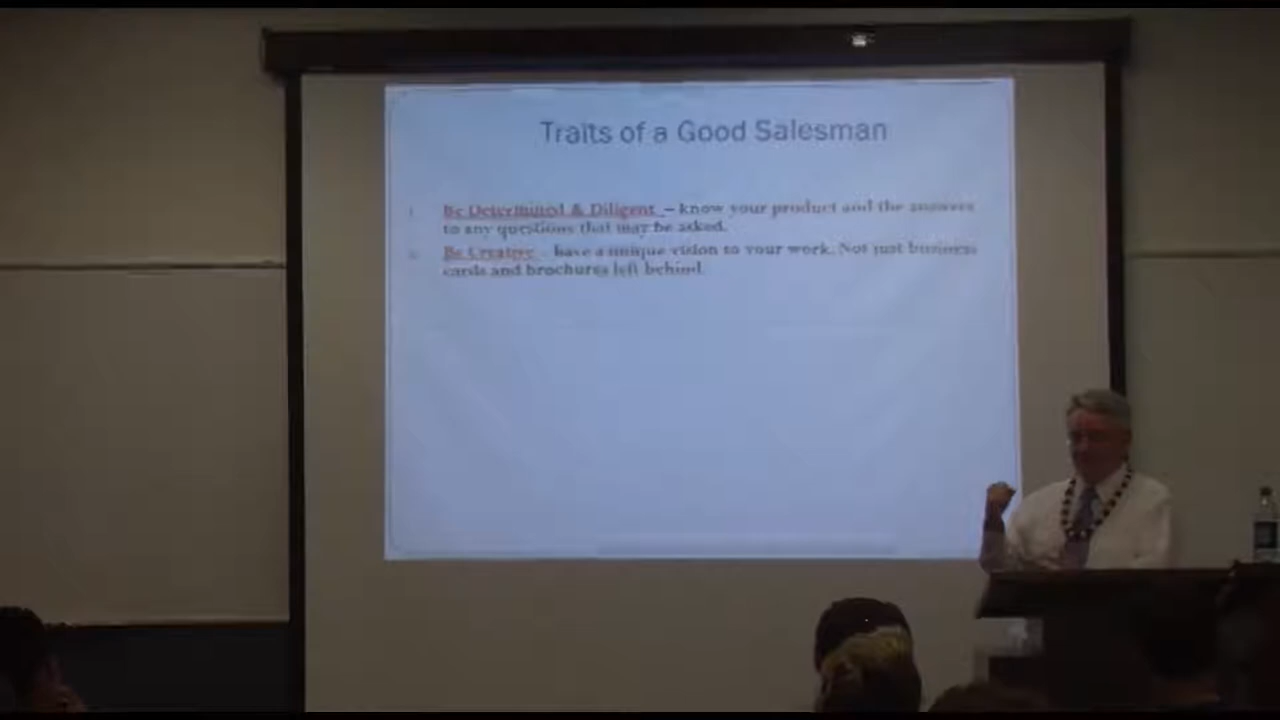 Traits of a Good Salesman
Be Determined & Diligent – know your product and the answers
to any questions that may be asked.
Be Creative – have a unique vision to your work. Not just business
cards and brochures left behind.